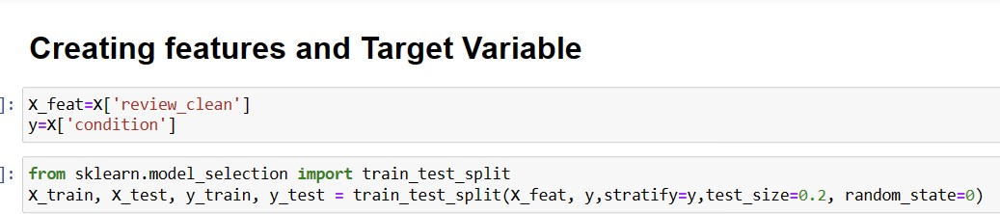 Creating features and Target Variable
]: X_feat=X['review_clean']
y=X['condition']
]: from sklearn.model_selection import train_test_split
X_train, X_test, y_train, y_test = train_test_split(X_feat, y,stratify=y,test_size=0.2, random_state=0)